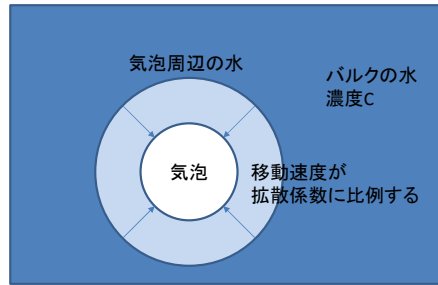 気泡周辺の水
バルクの水
濃度C
気泡
移動速度が
拡散係数に比例する